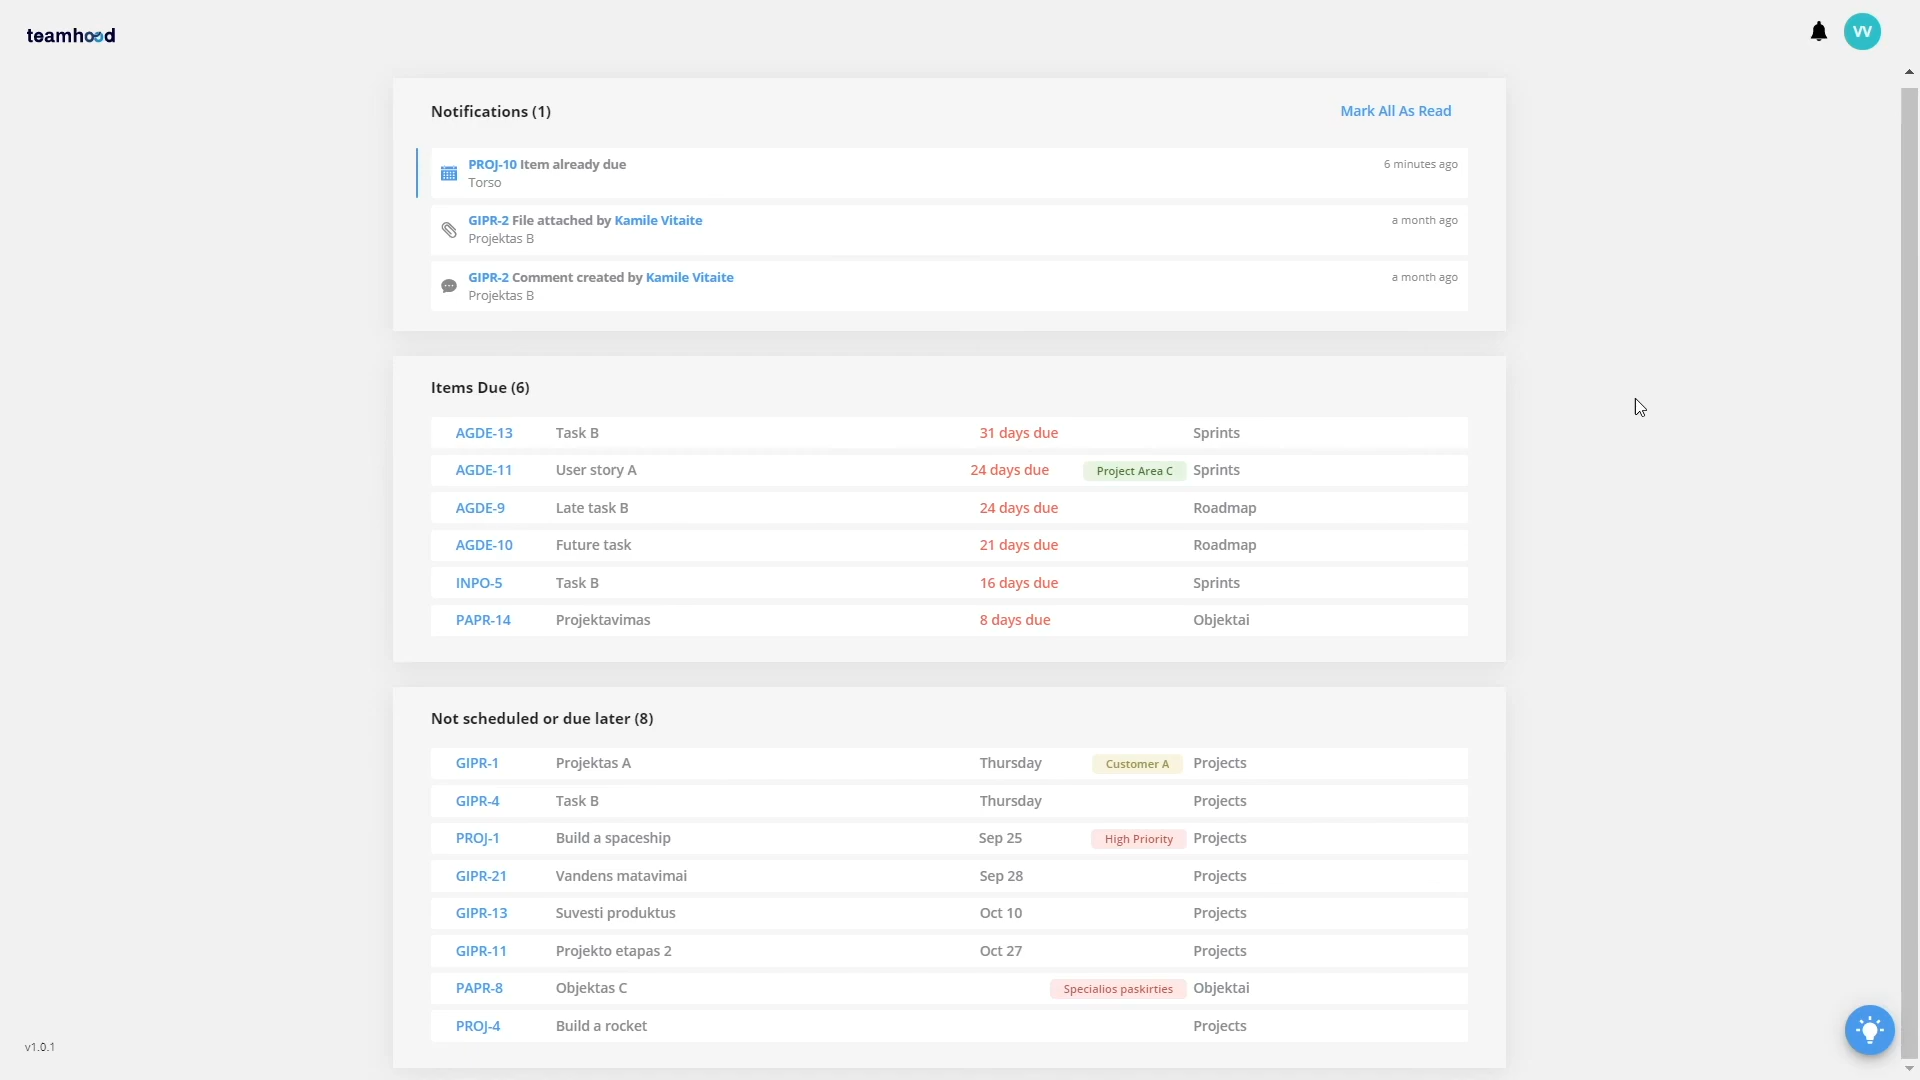 teamhood
VV
Notifications (1)
Mark All As Read
PROJ-10 Item already due
6 minutes ago
Torso
GIPR-2 File attached by Kamile Vitaite
a month ago
Projektas B
GIPR-2 Comment created by Kamile Vitaite
a month ago
Projektas B
Items Due (6)
AGDE-13 Task B 31 days due Sprints
AGDE-11 User story A 24 days due Project Area C Sprints
AGDE-9 Late task B 24 days due Roadmap
AGDE-10 Future task 21 days due Roadmap
INPO-5 Task B 16 days due Sprints
PAPR-14 Projektavimas 8 days due Objektai
Not scheduled or due later (8)
GIPR-1 Projektas A Thursday Customer A Projects
GIPR-4 Task B Thursday Projects
PROJ-1 Build a spaceship Sep 25 High Priority Projects
GIPR-21 Vandens matavimai Sep 28 Projects
GIPR-13 Suvesti produktus Oct 10 Projects
GIPR-11 Projekto etapas 2 Oct 27 Projects
PAPR-8 Objektas C Specialios paskirties Objektai
PROJ-4 Build a rocket Projects
v1.0.1